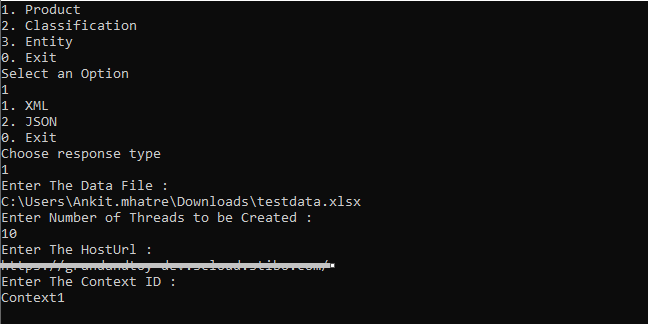 1. Product
2. Classification
3. Entity
0. Exit
Select an Option
1
1. XML
2. JSON
0. Exit
Choose response type
1
Enter The Data File :
C:\Users\Ankit.mhatre\Downloads\testdata.xlsx
Enter Number of Threads to be Created :
10
Enter The HostUrl :
Enter The Context ID :
Context1